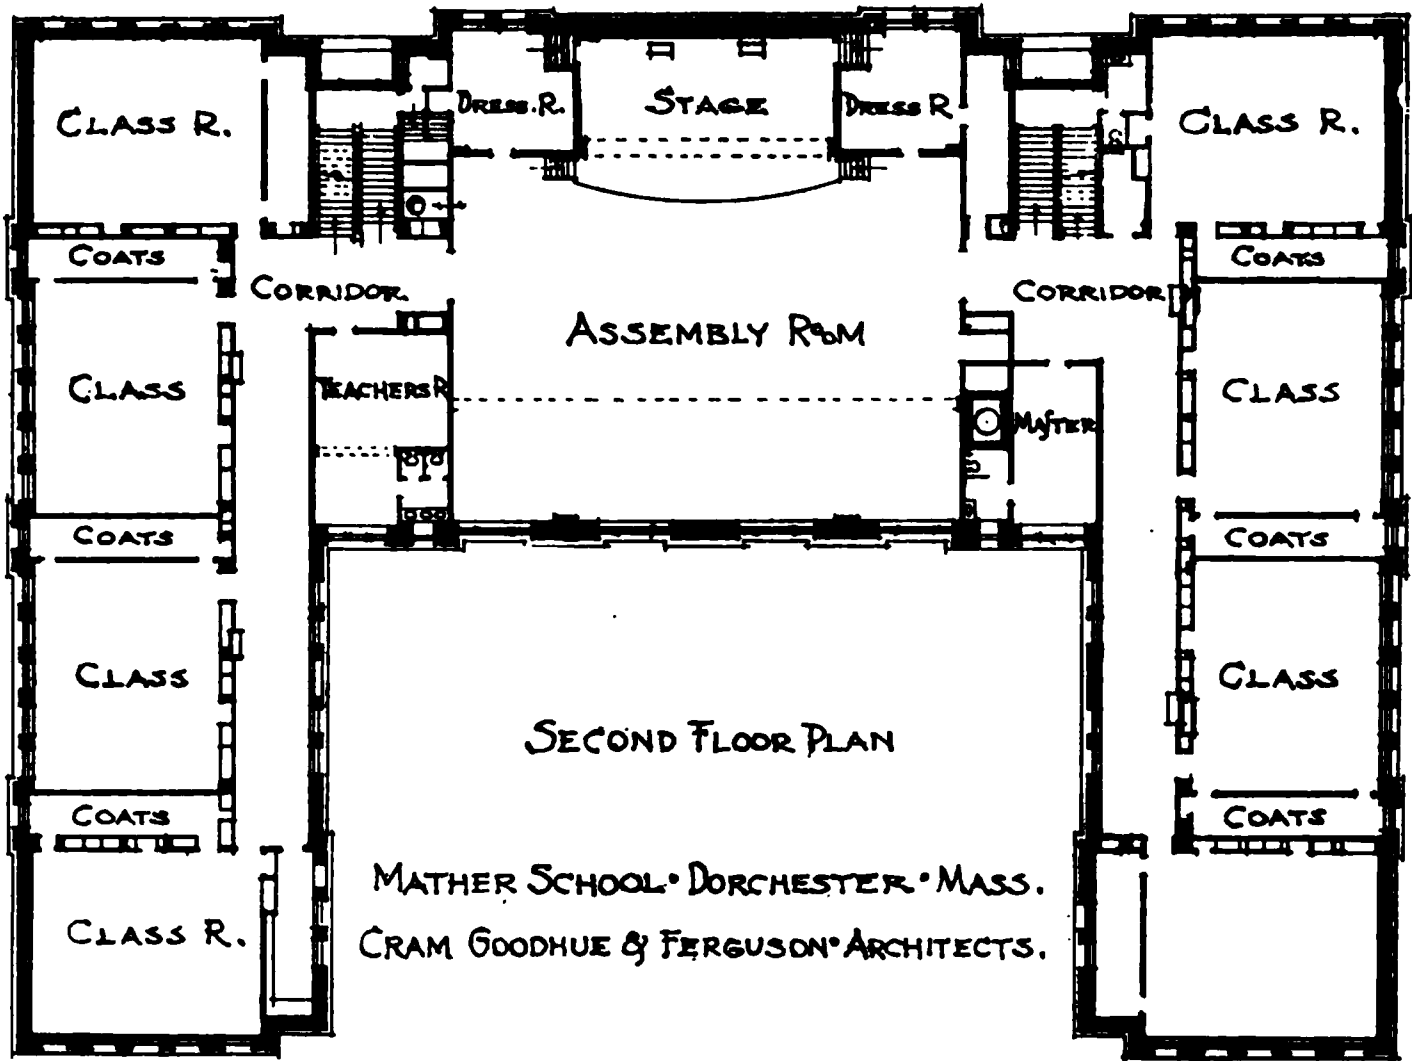 CLASS R.
DRESS. R.
STAGE
DRESS R
CLASS R.
COATS
CORRIDOR.
ASSEMBLY ROOM
CORRIDOR
COATS
CLASS
TEACHERS R
MASTER
CLASS
COATS
COATS
CLASS
CLASS
SECOND FLOOR PLAN
COATS
COATS
CLASS R.
MATHER SCHOOL • DORCHESTER • MASS.
CRAM GOODHUE & FERGUSON • ARCHITECTS.